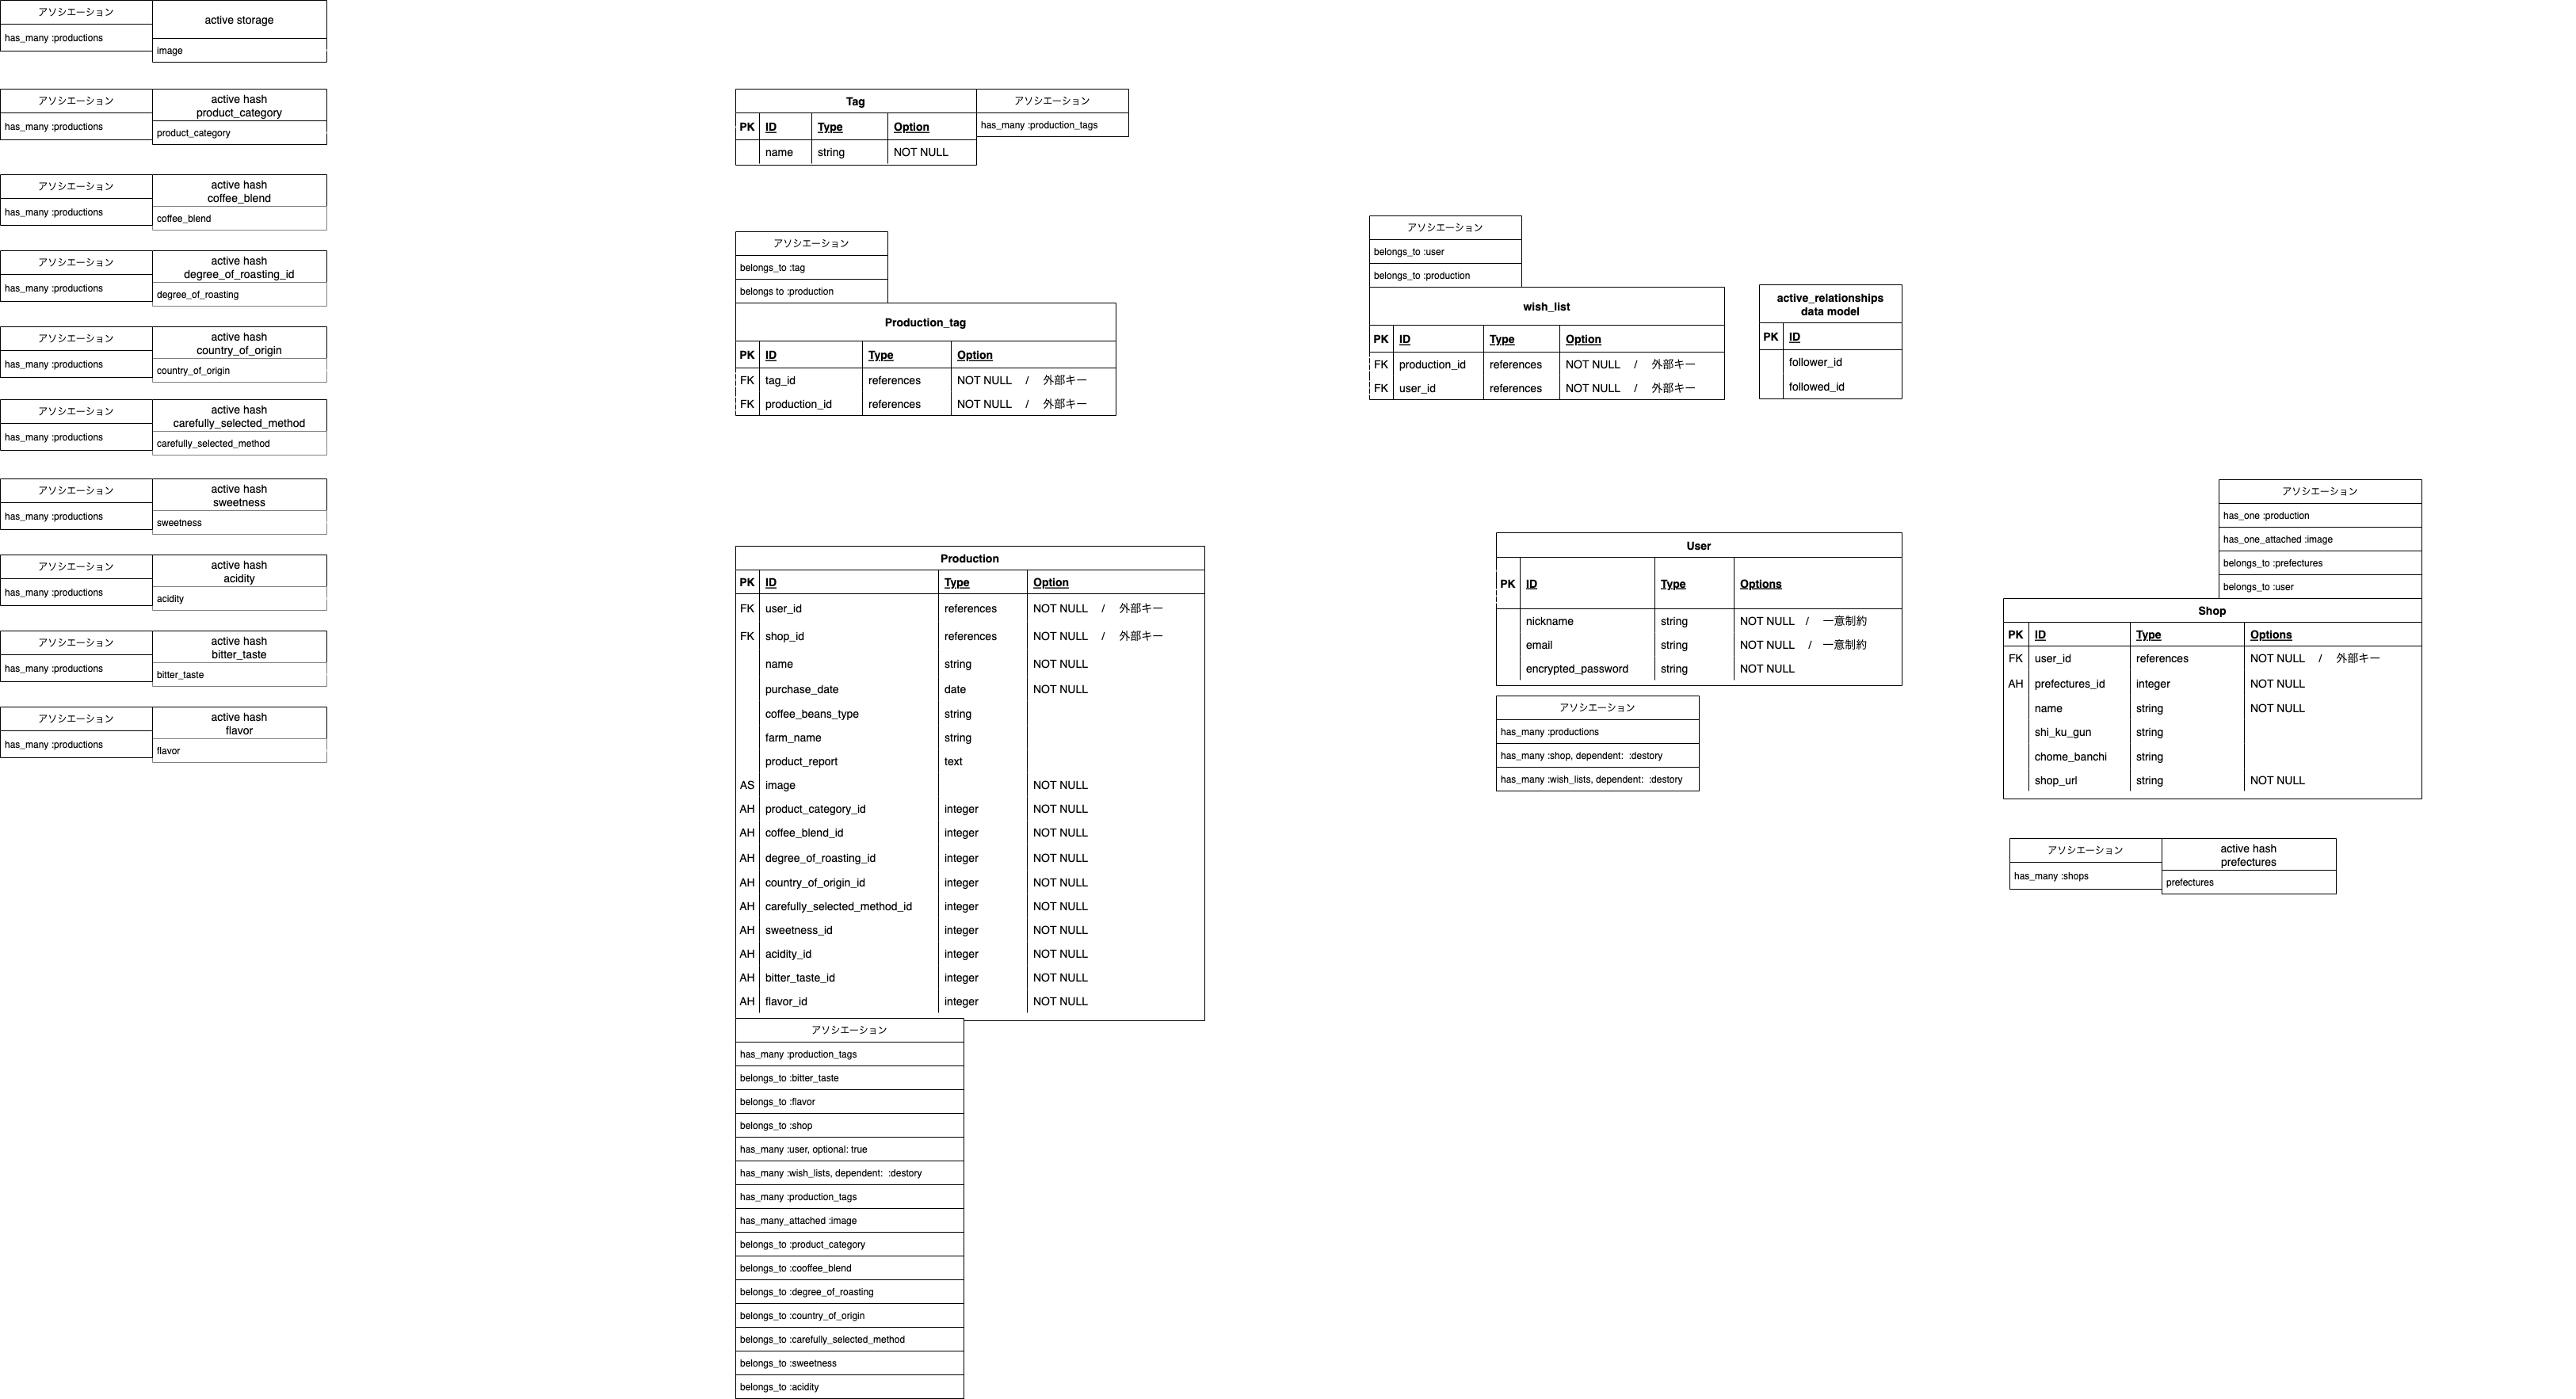 アソシエーション
has_many :productions
active storage
image
アソシエーション
has_many :productions
active hash
product_category
product_category
アソシエーション
has_many :productions
active hash
coffee_blend
coffee_blend
アソシエーション
has_many :productions
active hash
degree_of_roasting_id
degree_of_roasting
アソシエーション
has_many :productions
active hash
country_of_origin
country_of_origin
アソシエーション
has_many :productions
active hash
carefully_selected_method
carefully_selected_method
アソシエーション
has_many :productions
active hash
sweetness
sweetness
アソシエーション
has_many :productions
active hash
acidity
acidity
アソシエーション
has_many :productions
active hash
bitter_taste
bitter_taste
アソシエーション
has_many :productions
active hash
flavor
flavor
Tag
PK ID Type Option
name string NOT NULL
アソシエーション
has_many :production_tags
アソシエーション
belongs_to :tag
belongs to :production
Production_tag
PK ID Type Option
FK tag_id references NOT NULL / 外部キー
FK production_id references NOT NULL / 外部キー
Production
PK ID Type Option
FK user_id references NOT NULL / 外部キー
FK shop_id references NOT NULL / 外部キー
name string NOT NULL
purchase_date date NOT NULL
coffee_beans_type string
farm_name string
product_report text
AS image NOT NULL
AH product_category_id integer NOT NULL
AH coffee_blend_id integer NOT NULL
AH degree_of_roasting_id integer NOT NULL
AH country_of_origin_id integer NOT NULL
AH carefully_selected_method_id integer NOT NULL
AH sweetness_id integer NOT NULL
AH acidity_id integer NOT NULL
AH bitter_taste_id integer NOT NULL
AH flavor_id integer NOT NULL
アソシエーション
has_many :production_tags
belongs_to :bitter_taste
belongs_to :flavor
belongs_to :shop
has_many :user, optional: true
has_many :wish_lists, dependent: :destory
has_many :production_tags
has_many_attached :image
belongs_to :product_category
belongs_to :cooffee_blend
belongs_to :degree_of_roasting
belongs_to :country_of_origin
belongs_to :carefully_selected_method
belongs_to :sweetness
belongs_to :acidity
アソシエーション
belongs_to :user
belongs_to :production
wish_list
PK ID Type Option
FK production_id references NOT NULL / 外部キー
FK user_id references NOT NULL / 外部キー
active_relationships
data model
PK ID
follower_id
followed_id
User
PK ID Type Options
nickname string NOT NULL / 一意制約
email string NOT NULL / 一意制約
encrypted_password string NOT NULL
アソシエーション
has_many :productions
has_many :shop, dependent: :destory
has_many :wish_lists, dependent: :destory
アソシエーション
has_one :production
has_one_attached :image
belongs_to :prefectures
belongs_to :user
Shop
PK ID Type Options
FK user_id references NOT NULL / 外部キー
AH prefectures_id integer NOT NULL
name string NOT NULL
shi_ku_gun string
chome_banchi string
shop_url string NOT NULL
アソシエーション
has_many :shops
active hash
prefectures
prefectures